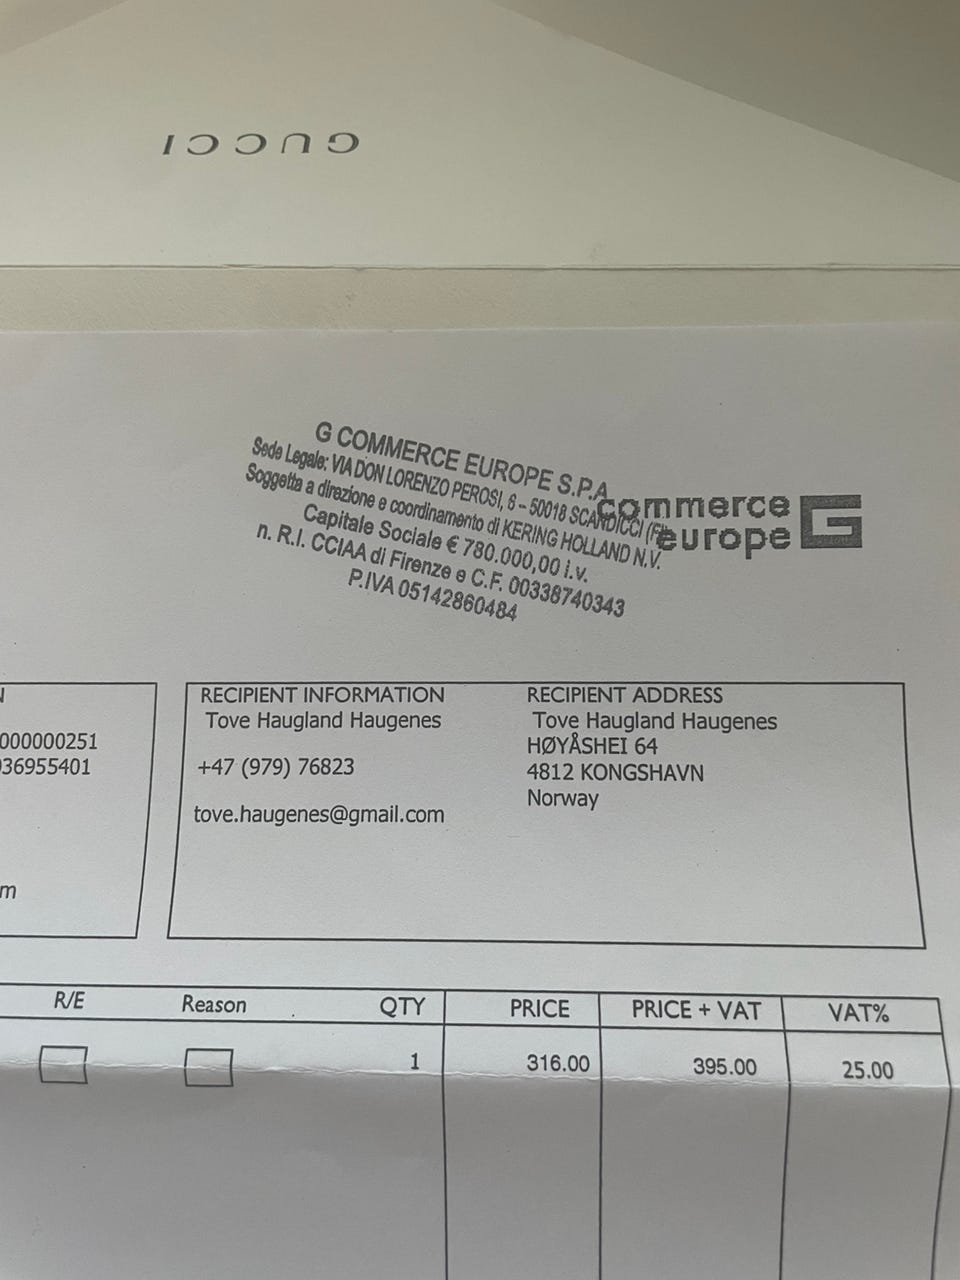 GUCCI
G COMMERCE EUROPE S.P.A.
Sede Legale: VIA DON LORENZO PEROSI, 6 – 50018 SCANDICCI (FI)
Soggetta a direzione e coordinamento di KERING HOLLAND N.V.
Capitale Sociale € 780.000,00 i.v.
n. R.I. CCIAA di Firenze e C.F. 00338740343
P.IVA 05142860484
commerce
europe
G
000000251
36955401
m
RECIPIENT INFORMATION
Tove Haugland Haugenes
+47 (979) 76823
tove.haugenes@gmail.com
RECIPIENT ADDRESS
Tove Haugland Haugenes
HØYÅSHEI 64
4812 KONGSHAVN
Norway
R/E Reason QTY PRICE PRICE + VAT VAT%
1 316.00 395.00 25.00